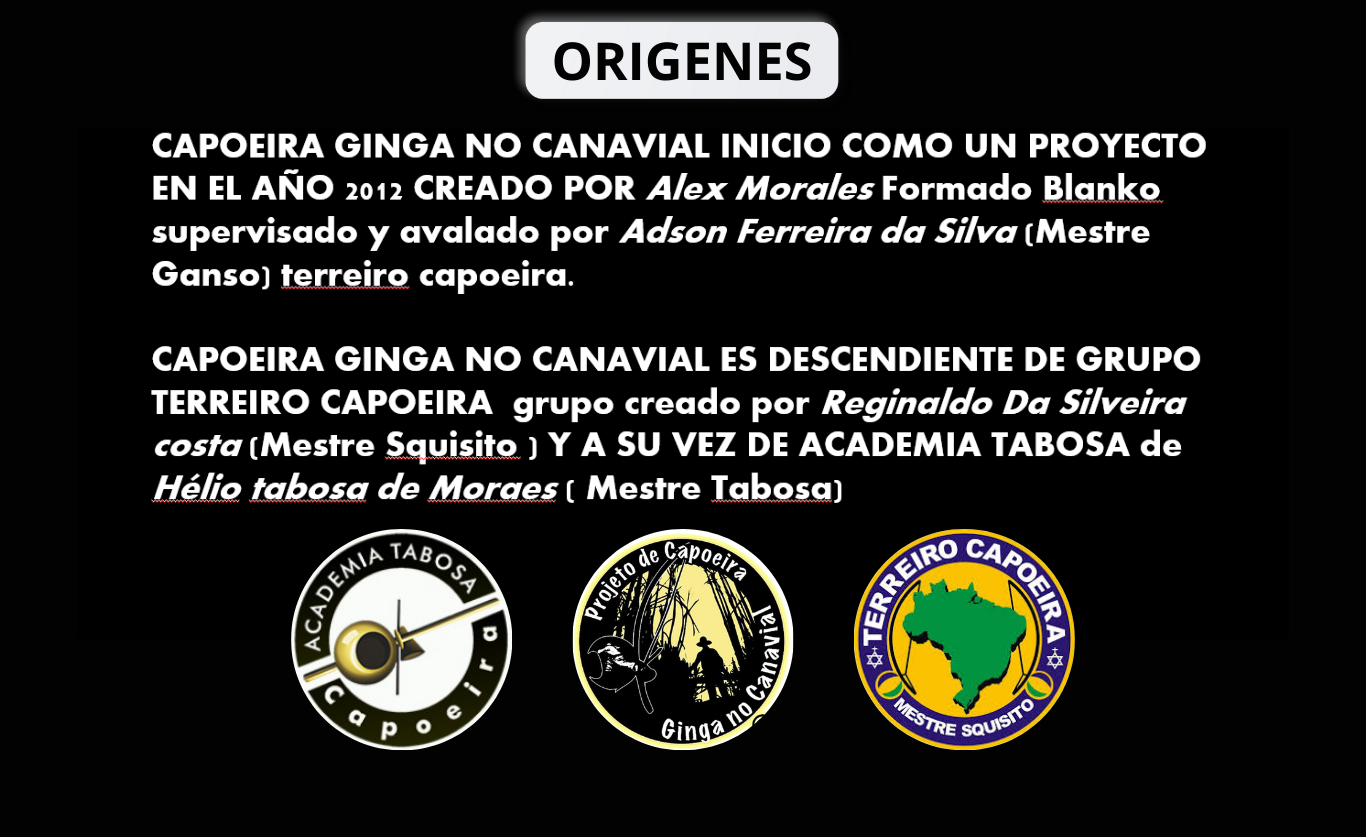 ORIGENES
CAPOEIRA GINGA NO CANAVIAL INICIO COMO UN PROYECTO
EN EL AÑO 2012 CREADO POR Alex Morales Formado Blanko
supervisado y avalado por Adson Ferreira da Silva (Mestre
Ganso) terreiro capoeira.
CAPOEIRA GINGA NO CANAVIAL ES DESCENDIENTE DE GRUPO
TERREIRO CAPOEIRA grupo creado por Reginaldo Da Silveira
costa (Mestre Squisito ) Y A SU VEZ DE ACADEMIA TABOSA de
Hélio tabosa de Moraes ( Mestre Tabosa)
ACADEMIA TABOSA
Capoeira
Projeto de Capoeira
Ginga no Canavial
TERREIRO CAPOEIRA
MESTRE SQUISITO